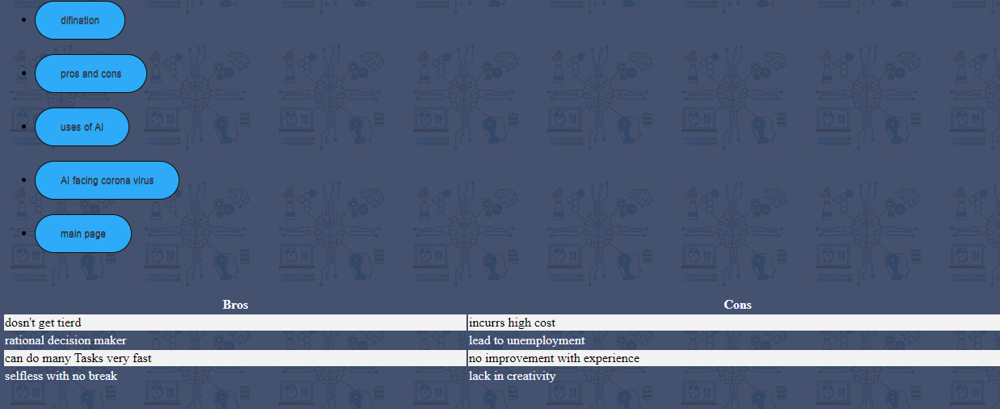 difination
pros and cons
uses of AI
AI facing corona virus
main page
Bros Cons
dosn't get tierd incurrs high cost
rational decision maker lead to unemployment
can do many Tasks very fast no improvement with experience
selfless with no break lack in creativity